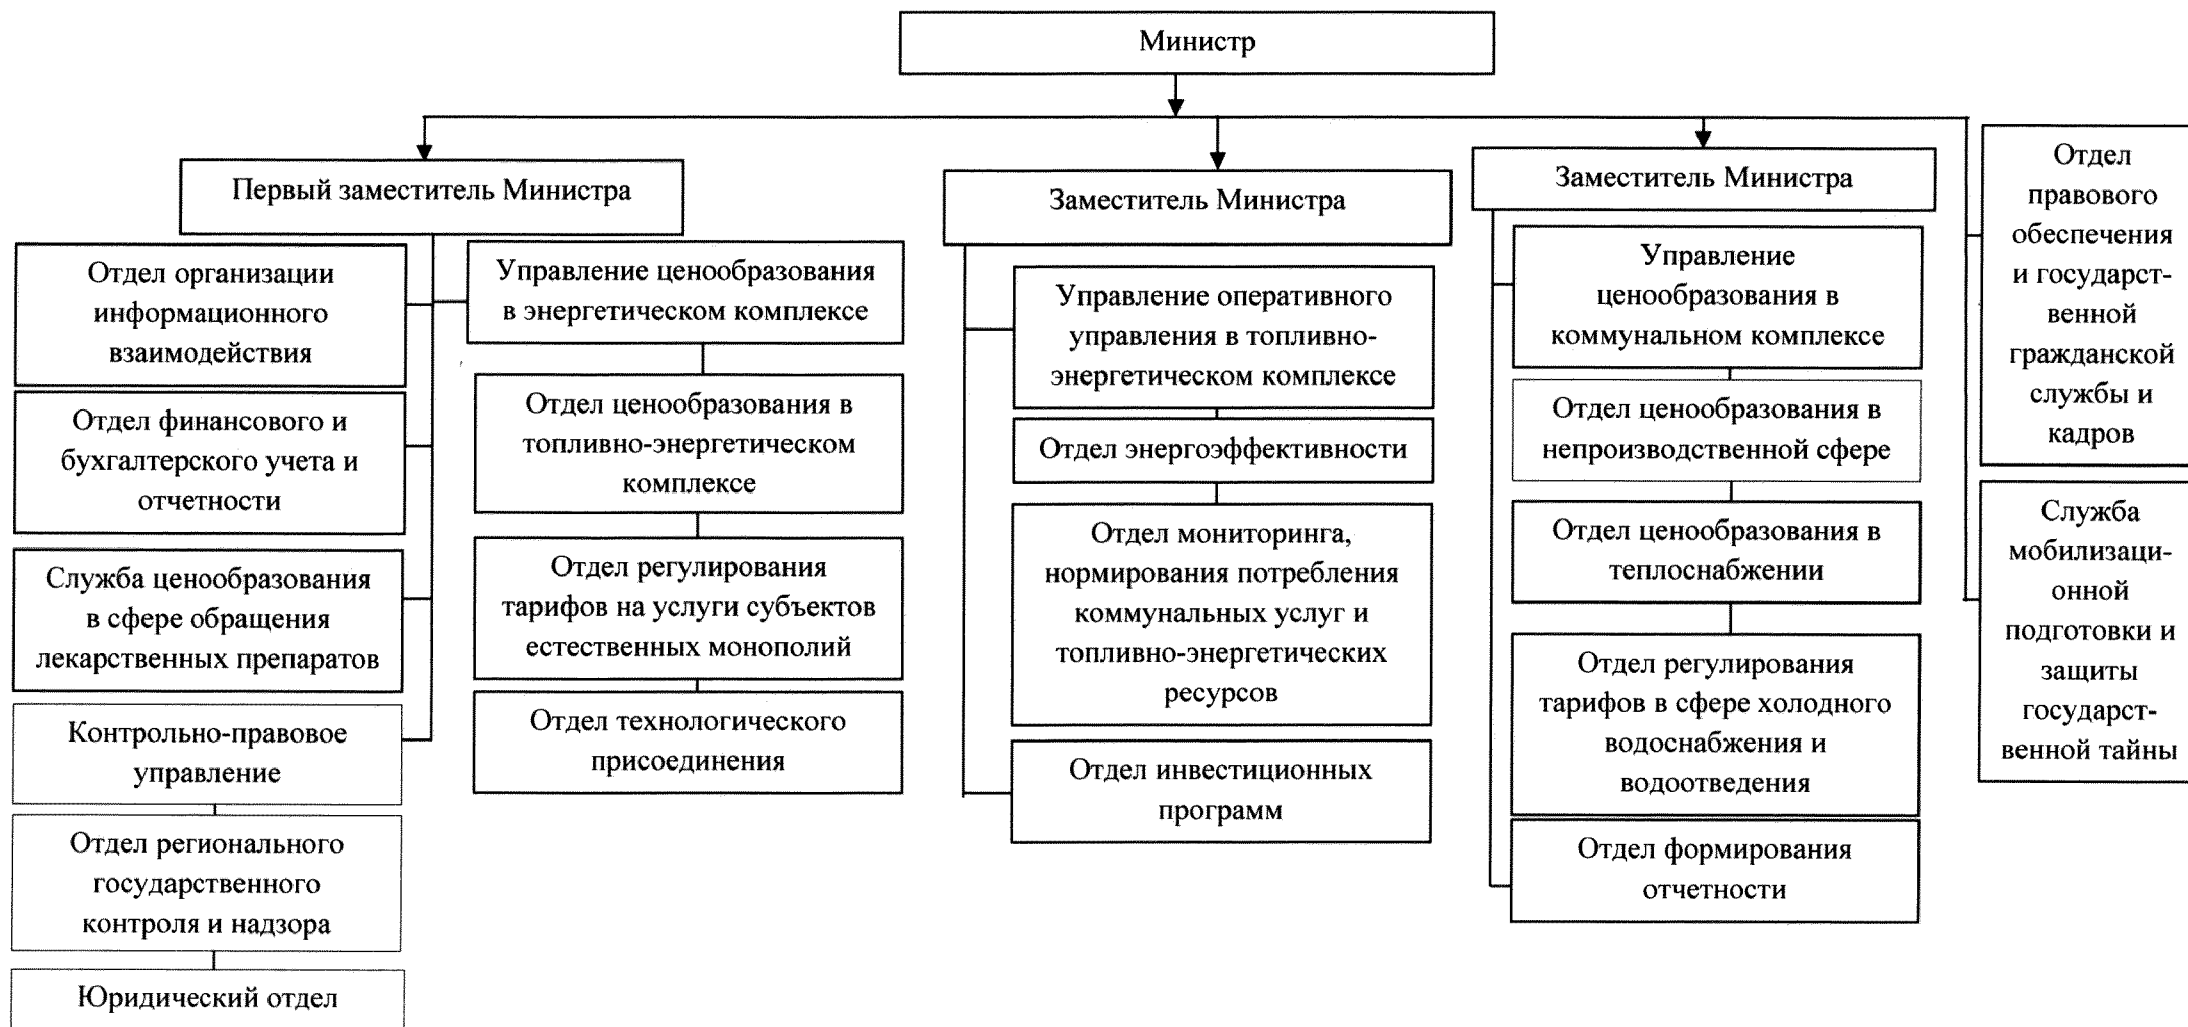 Министр
Первый заместитель Министра
Отдел организации
информационного
взаимодействия
Отдел финансового и
бухгалтерского учета и
отчетности
Служба ценообразования
в сфере обращения
лекарственных препаратов
Контрольно-правовое
управление
Отдел регионального
государственного
контроля и надзора
Юридический отдел
Управление ценообразования
в энергетическом комплексе
Отдел ценообразования в
топливно-энергетическом
комплексе
Отдел регулирования
тарифов на услуги субъектов
естественных монополий
Отдел технологического
присоединения
Заместитель Министра
Управление оперативного
управления в топливно-
энергетическом комплексе
Отдел энергоэффективности
Отдел мониторинга,
нормирования потребления
коммунальных услуг и
топливно-энергетических
ресурсов
Отдел инвестиционных
программ
Заместитель Министра
Управление
ценообразования в
коммунальном комплексе
Отдел ценообразования в
непроизводственной сфере
Отдел ценообразования в
теплоснабжении
Отдел регулирования
тарифов в сфере холодного
водоснабжения и
водоотведения
Отдел формирования
отчетности
Отдел
правового
обеспечения
и государст-
венной
гражданской
службы и
кадров
Служба
мобилизаци-
онной
подготовки и
защиты
государст-
венной тайны